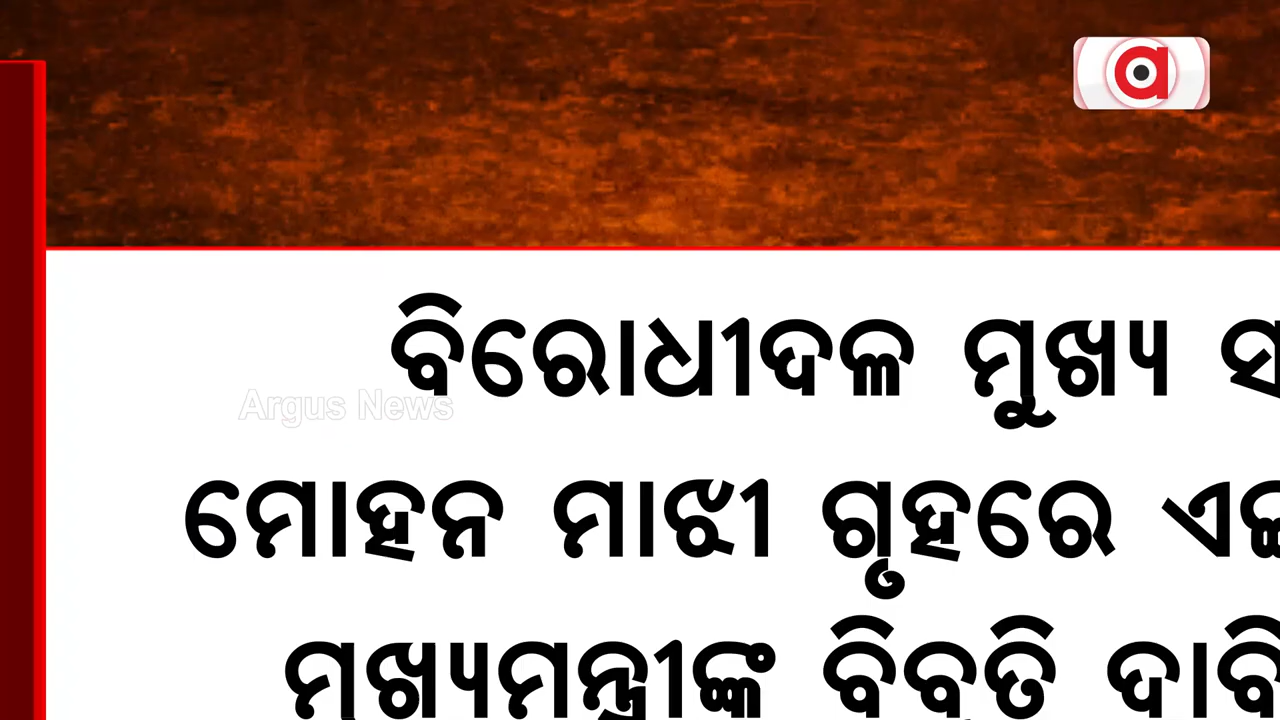 ବିରୋଧୀଦଳ ମୁଖ୍ୟ
Argus News
ମୋହନ ମାଝୀ ଗୃହରେ
ମୁଖ୍ୟମନ୍ତ୍ରୀଙ୍କ ବିବୃତି ଦାବି